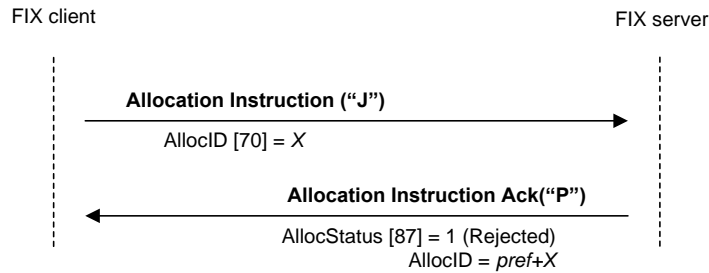 FIX client
FIX server
Allocation Instruction (“J”)
AllocID [70] = X
Allocation Instruction Ack(“P”)
AllocStatus [87] = 1 (Rejected)
AllocID = pref+X